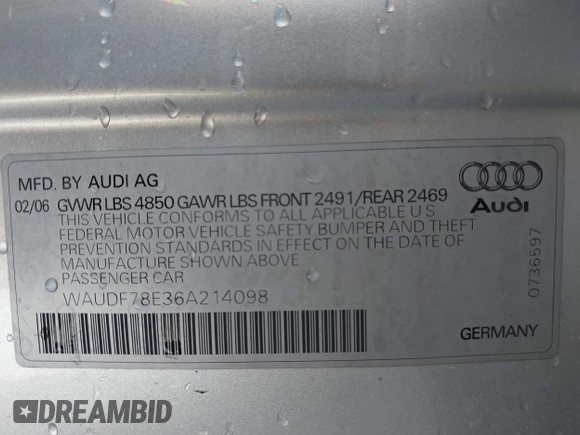 MFD. BY AUDI AG
02/06 GVWR LBS 4850 GAWR LBS FRONT 2491/REAR 2469
THIS VEHICLE CONFORMS TO ALL APPLICABLE U S
FEDERAL MOTOR VEHICLE SAFETY BUMPER AND THEFT
PREVENTION STANDARDS IN EFFECT ON THE DATE OF
MANUFACTURE SHOWN ABOVE
PASSENGER CAR
WAUDF78E36A214098
Audi
0736597
GERMANY
DREAMBID